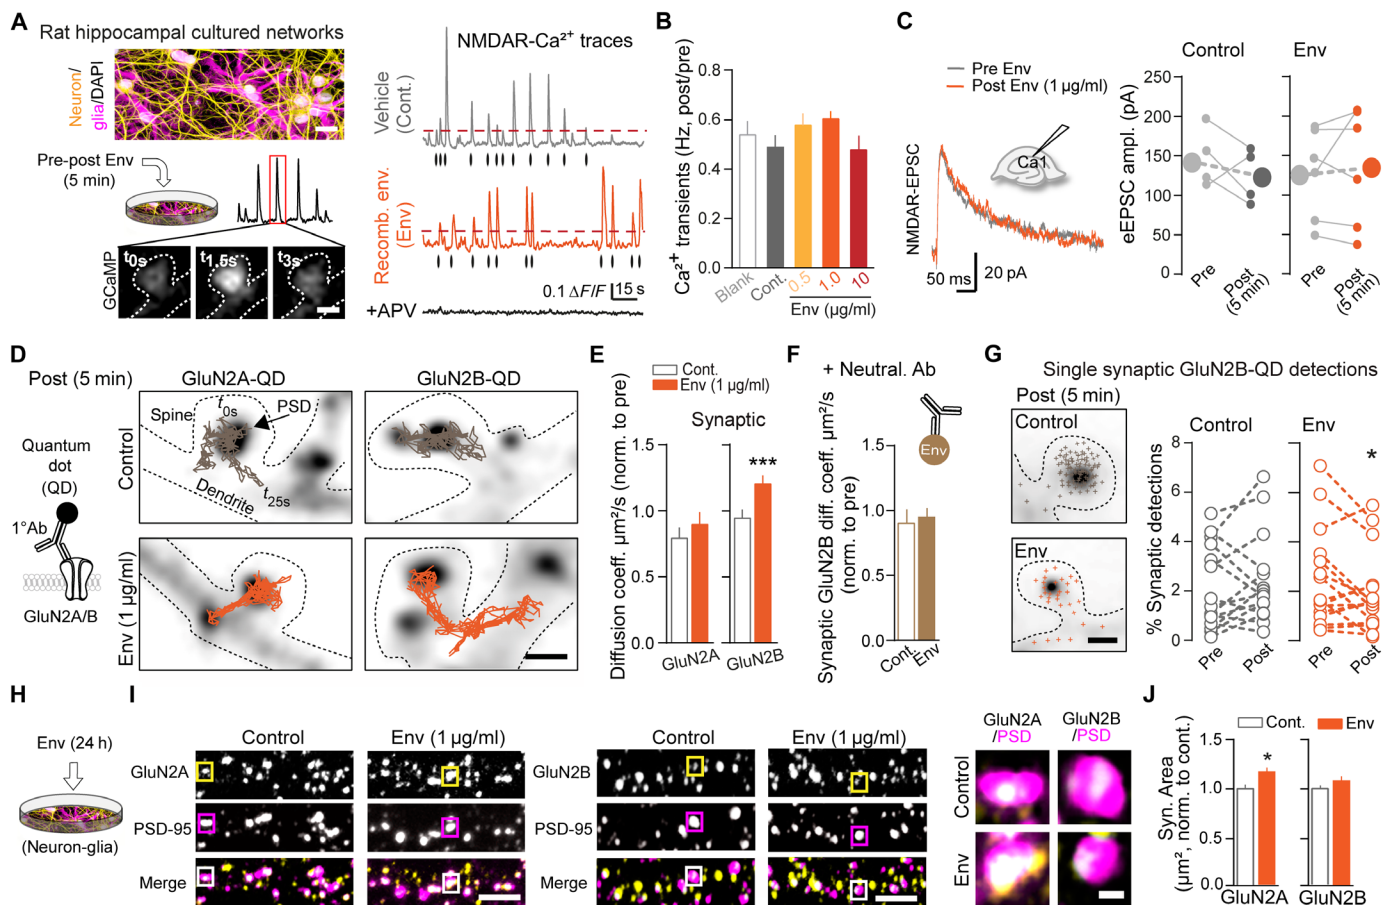 A
Rat hippocampal cultured networks
Neuron/
glia/DAPI
Pre-post Env
(5 min)
GCaMP
t0s
t1.5s
t3s
NMDAR-Ca²⁺ traces
Vehicle
(Cont.)
Recomb. env.
(Env)
0.1 ΔF/F
15 s
+APV
B
Ca²⁺ transients (Hz, post/pre)
0.8
0.6
0.4
0.2
0.0
Blank
Cont.
0.5
1.0
10
Env (µg/ml)
C
Pre Env
Post Env (1 µg/ml)
Ca1
NMDAR-EPSC
50 ms
20 pA
Control
Env
eEPSC ampl. (pA)
250
200
150
100
50
0
Pre
Post
(5 min)
Pre
Post
(5 min)
D
Post (5 min)
GluN2A-QD
GluN2B-QD
Quantum
dot
(QD)
1°Ab
GluN2A/B
Control
Env (1 µg/ml)
Spine
t0s
PSD
Dendrite
t25s
E
Cont.
Env (1 µg/ml)
Synaptic
Diffusion coeff. µm²/s (norm. to pre)
1.5
1.0
0.5
0.0
***
GluN2A
GluN2B
F
+ Neutral. Ab
Env
Synaptic GluN2B diff. coeff. µm²/s
(norm. to pre)
1.5
1.0
0.5
0.0
Cont.
Env
G
Single synaptic GluN2B-QD detections
Post (5 min)
Control
Env
Control
Env
% Synaptic detections
8
6
4
2
0
*
Pre
Post
Pre
Post
H
Env (24 h)
(Neuron-glia)
I
Control
Env (1 µg/ml)
GluN2A
PSD-95
Merge
Control
Env (1 µg/ml)
GluN2B
PSD-95
Merge
GluN2A
/PSD
GluN2B
/PSD
Control
Env
J
Cont.
Env
Syn. Area
(µm², norm. to cont.)
1.5
1.0
0.5
0.0
*
GluN2A
GluN2B